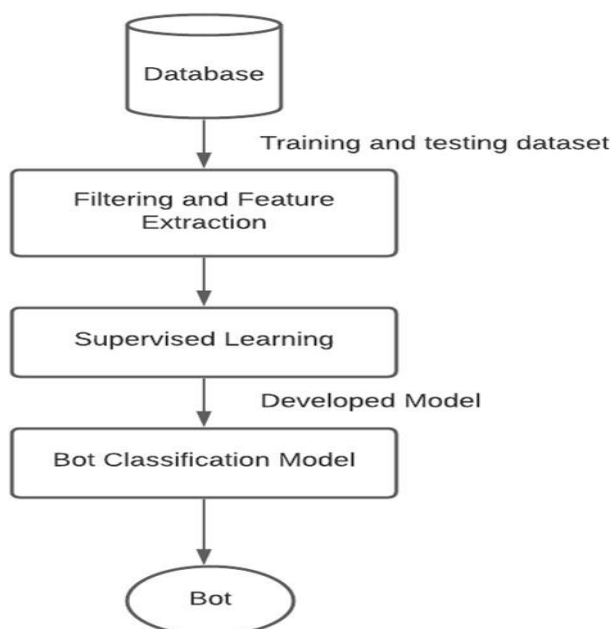 Database
Training and testing dataset
Filtering and Feature
Extraction
Supervised Learning
Developed Model
Bot Classification Model
Bot